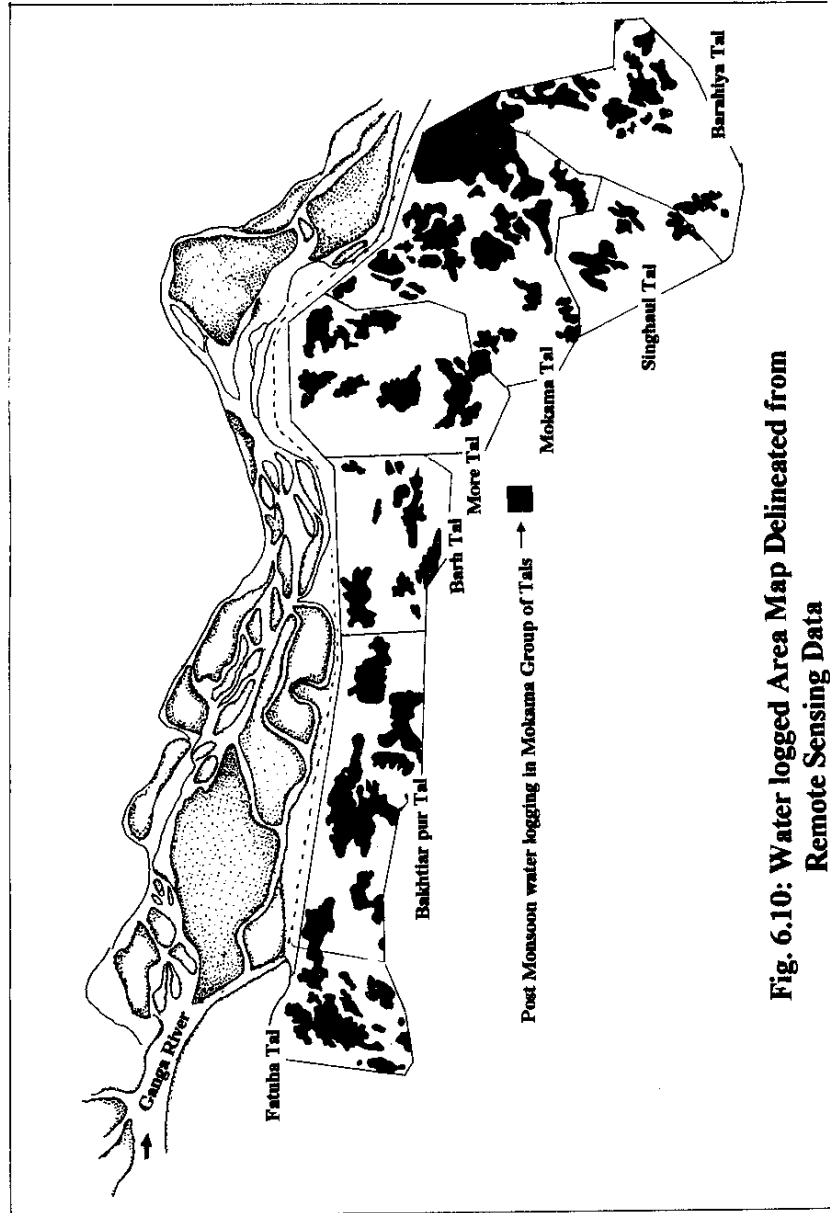 Ganga River
Fatuha Tal
Bakhtiar pur Tal
Barh Tal
More Tal
Mokama Tal
Singhaul Tal
Barahiya Tal
Post Monsoon water logging in Mokama Group of Tals
Fig. 6.10: Water logged Area Map Delineated from
Remote Sensing Data